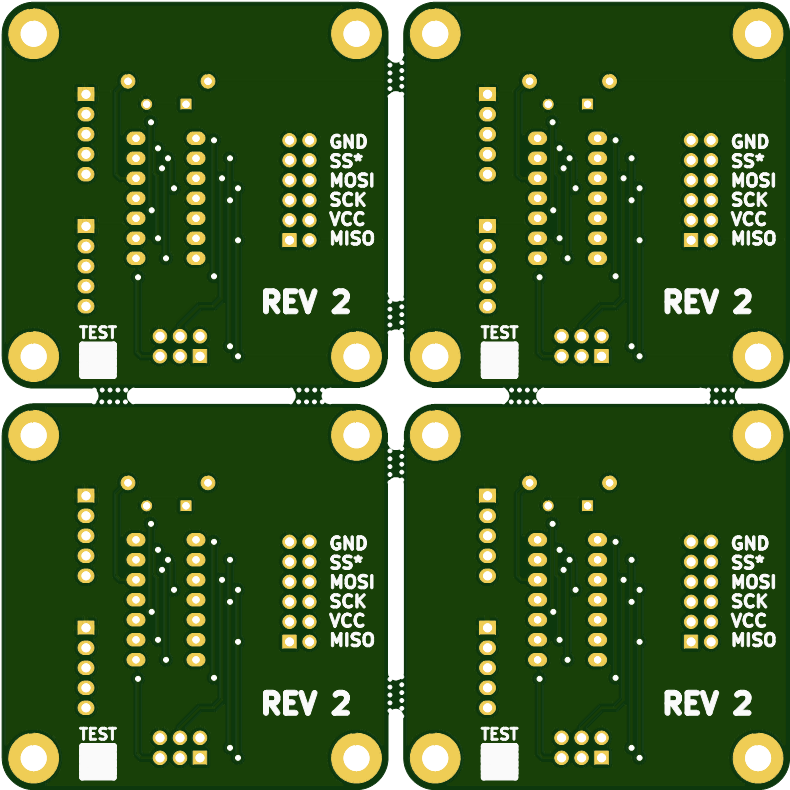 GND
SS*
MOSI
SCK
VCC
MISO
REV 2
TEST
GND
SS*
MOSI
SCK
VCC
MISO
REV 2
TEST
GND
SS*
MOSI
SCK
VCC
MISO
REV 2
TEST
GND
SS*
MOSI
SCK
VCC
MISO
REV 2
TEST